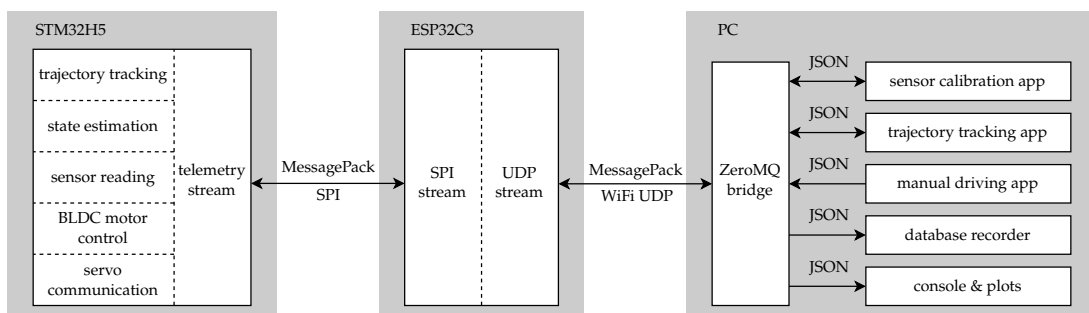 STM32H5
trajectory tracking
state estimation
sensor reading
BLDC motor
control
servo
communication
telemetry
stream
MessagePack
SPI
ESP32C3
SPI
stream
UDP
stream
MessagePack
WiFi UDP
PC
ZeroMQ
bridge
JSON
sensor calibration app
JSON
trajectory tracking app
JSON
manual driving app
JSON
database recorder
JSON
console & plots